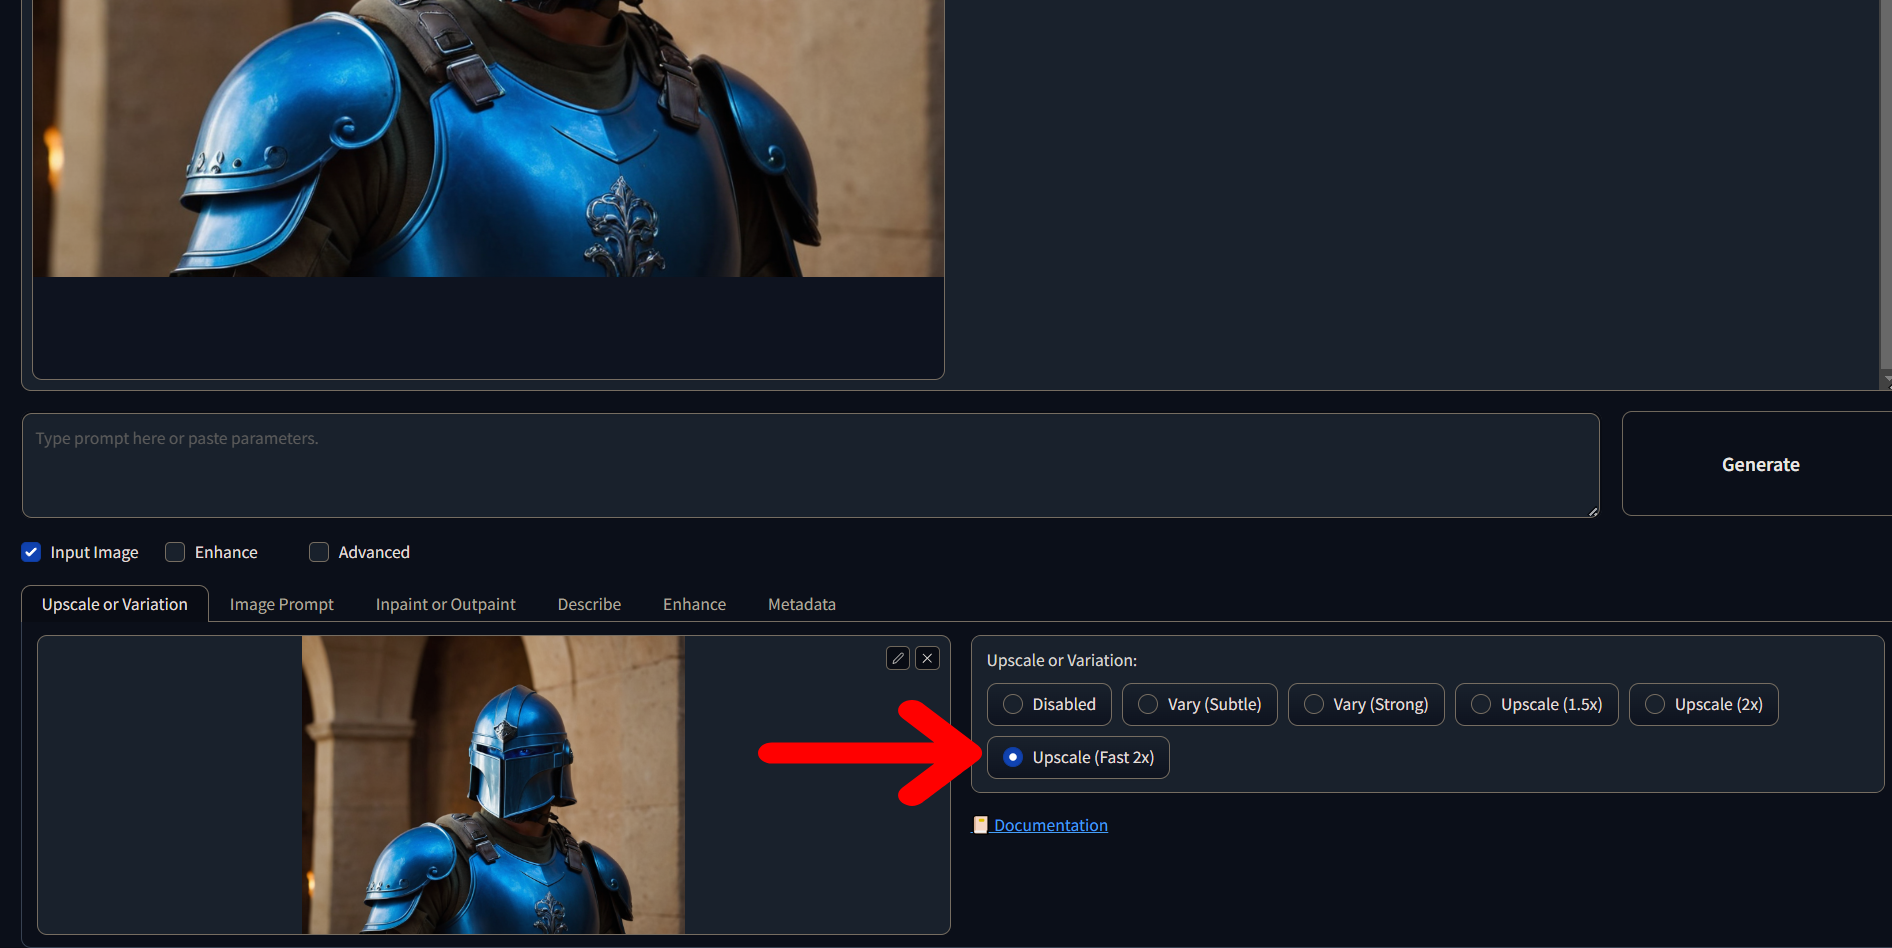 Type prompt here or paste parameters.
Generate
Input Image
Enhance
Advanced
Upscale or Variation
Image Prompt
Inpaint or Outpaint
Describe
Enhance
Metadata
Upscale or Variation:
Disabled
Vary (Subtle)
Vary (Strong)
Upscale (1.5x)
Upscale (2x)
Upscale (Fast 2x)
Documentation